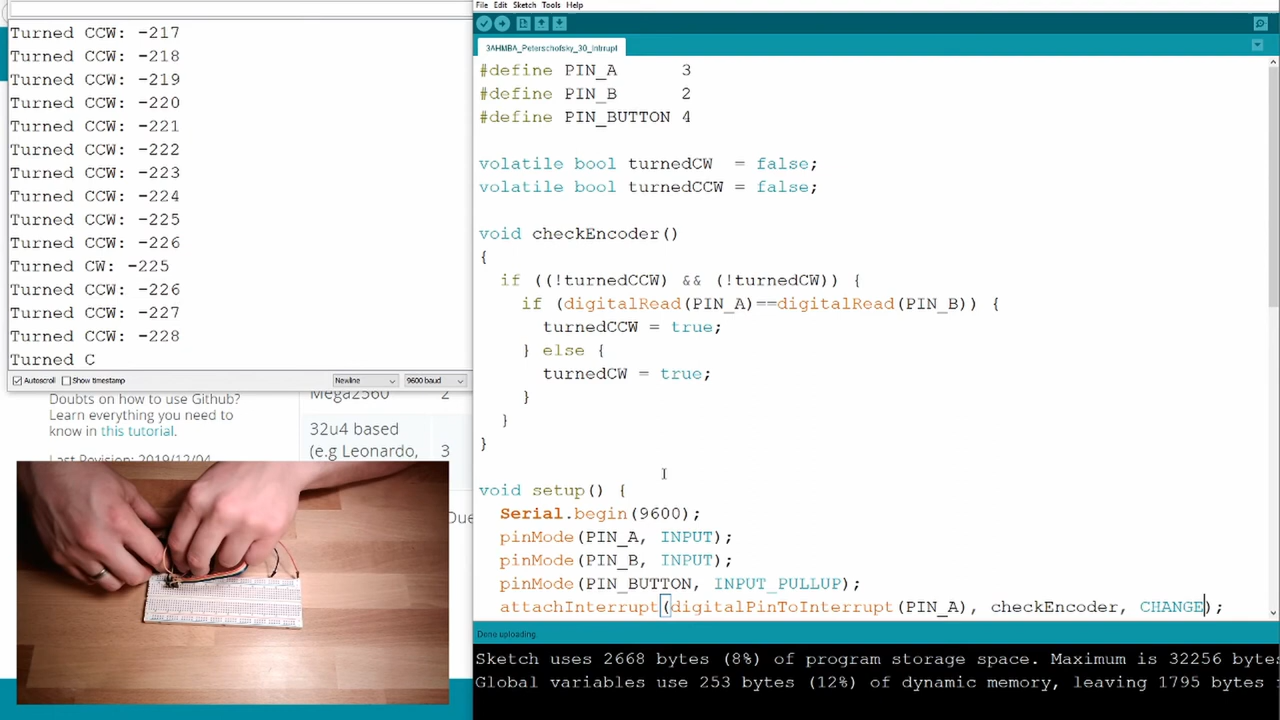 Turned CCW: -217
Turned CCW: -218
Turned CCW: -219
Turned CCW: -220
Turned CCW: -221
Turned CCW: -222
Turned CCW: -223
Turned CCW: -224
Turned CCW: -225
Turned CCW: -226
Turned CW: -225
Turned CCW: -226
Turned CCW: -227
Turned CCW: -228
Turned C
Autoscroll Show timestamp Newline 9600 baud
Doubts on how to use Github?
Learn everything you need to
know in this tutorial.
Last Revision: 2019/12/04
Mega2560 2
32u4 based
(e.g Leonardo, 3
Due
File Edit Sketch Tools Help
3AHMBA_Peterschofsky_30_Intrrupt
#define PIN_A 3
#define PIN_B 2
#define PIN_BUTTON 4
volatile bool turnedCW = false;
volatile bool turnedCCW = false;
void checkEncoder()
{
if ((!turnedCCW) && (!turnedCW)) {
if (digitalRead(PIN_A)==digitalRead(PIN_B)) {
turnedCCW = true;
} else {
turnedCW = true;
}
}
}
void setup() {
Serial.begin(9600);
pinMode(PIN_A, INPUT);
pinMode(PIN_B, INPUT);
pinMode(PIN_BUTTON, INPUT_PULLUP);
attachInterrupt(digitalPinToInterrupt(PIN_A), checkEncoder, CHANGE);
Done uploading.
Sketch uses 2668 bytes (8%) of program storage space. Maximum is 32256 bytes
Global variables use 253 bytes (12%) of dynamic memory, leaving 1795 bytes